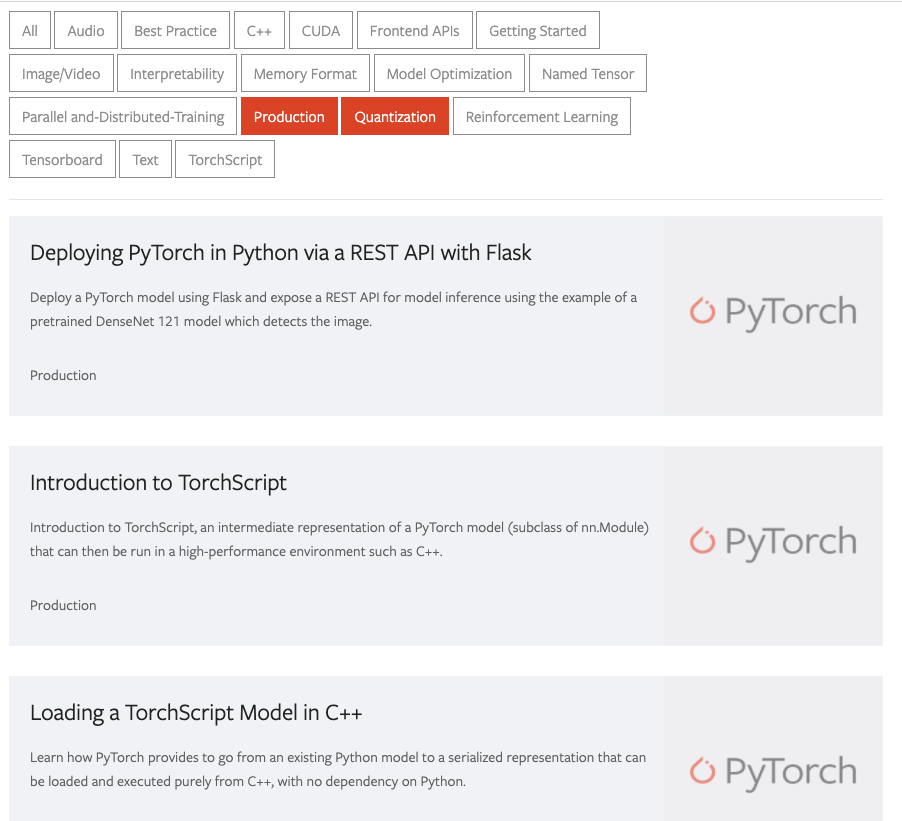 All Audio Best Practice C++ CUDA Frontend APIs Getting Started
Image/Video Interpretability Memory Format Model Optimization Named Tensor
Parallel and-Distributed-Training Production Quantization Reinforcement Learning
Tensorboard Text TorchScript
Deploying PyTorch in Python via a REST API with Flask
Deploy a PyTorch model using Flask and expose a REST API for model inference using the example of a
pretrained DenseNet 121 model which detects the image.
PyTorch
Production
Introduction to TorchScript
Introduction to TorchScript, an intermediate representation of a PyTorch model (subclass of nn.Module)
that can then be run in a high-performance environment such as C++.
PyTorch
Production
Loading a TorchScript Model in C++
Learn how PyTorch provides to go from an existing Python model to a serialized representation that can
be loaded and executed purely from C++, with no dependency on Python.
PyTorch